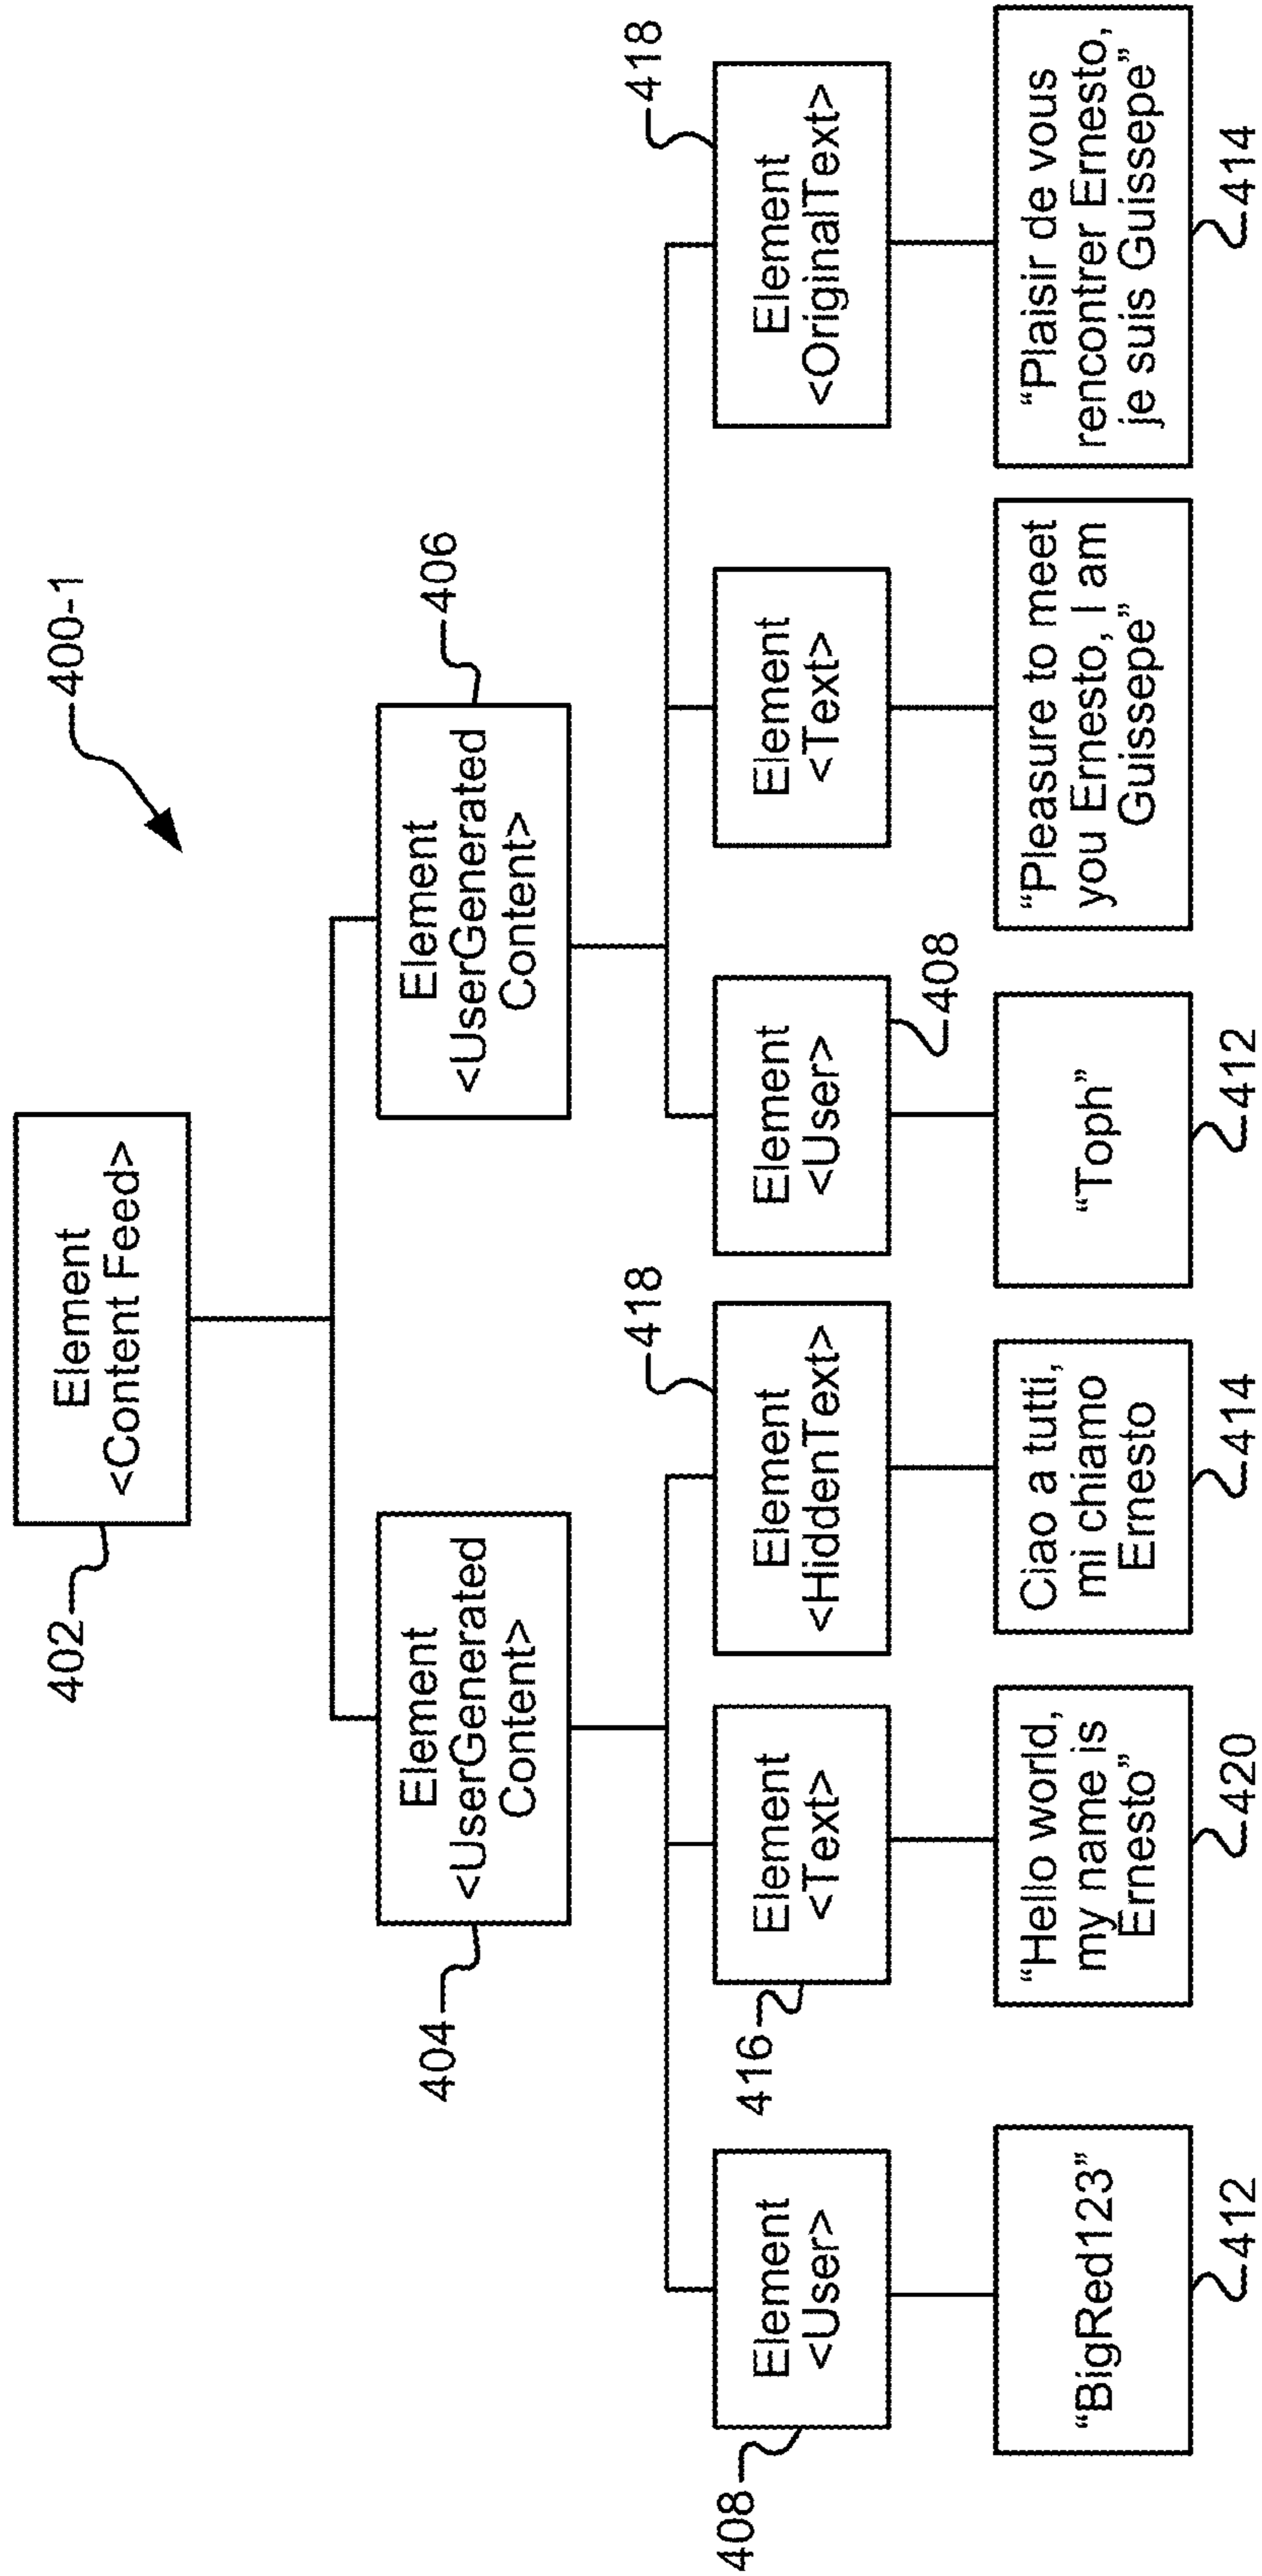 400-1
402
Element
<Content Feed>
404
Element
<UserGenerated
Content>
406
Element
<UserGenerated
Content>
408
Element
<User>
416
Element
<Text>
418
Element
<HiddenText>
Element
<User>
408
Element
<Text>
418
Element
<OriginalText>
“BigRed123”
412
“Hello world,
my name is
Ernesto”
420
Ciao a tutti,
mi chiamo
Ernesto
414
“Toph”
412
“Pleasure to meet
you Ernesto, I am
Guissepe”
“Plaisir de vous
rencontrer Ernesto,
je suis Guissepe”
414